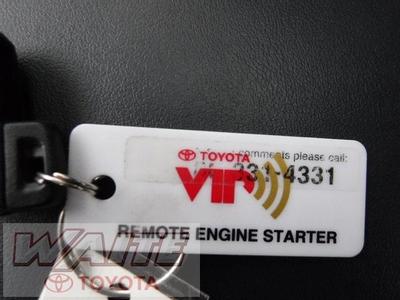 comments please call:
TOYOTA
331-4331
VIP
REMOTE ENGINE STARTER
WAITE
TOYOTA